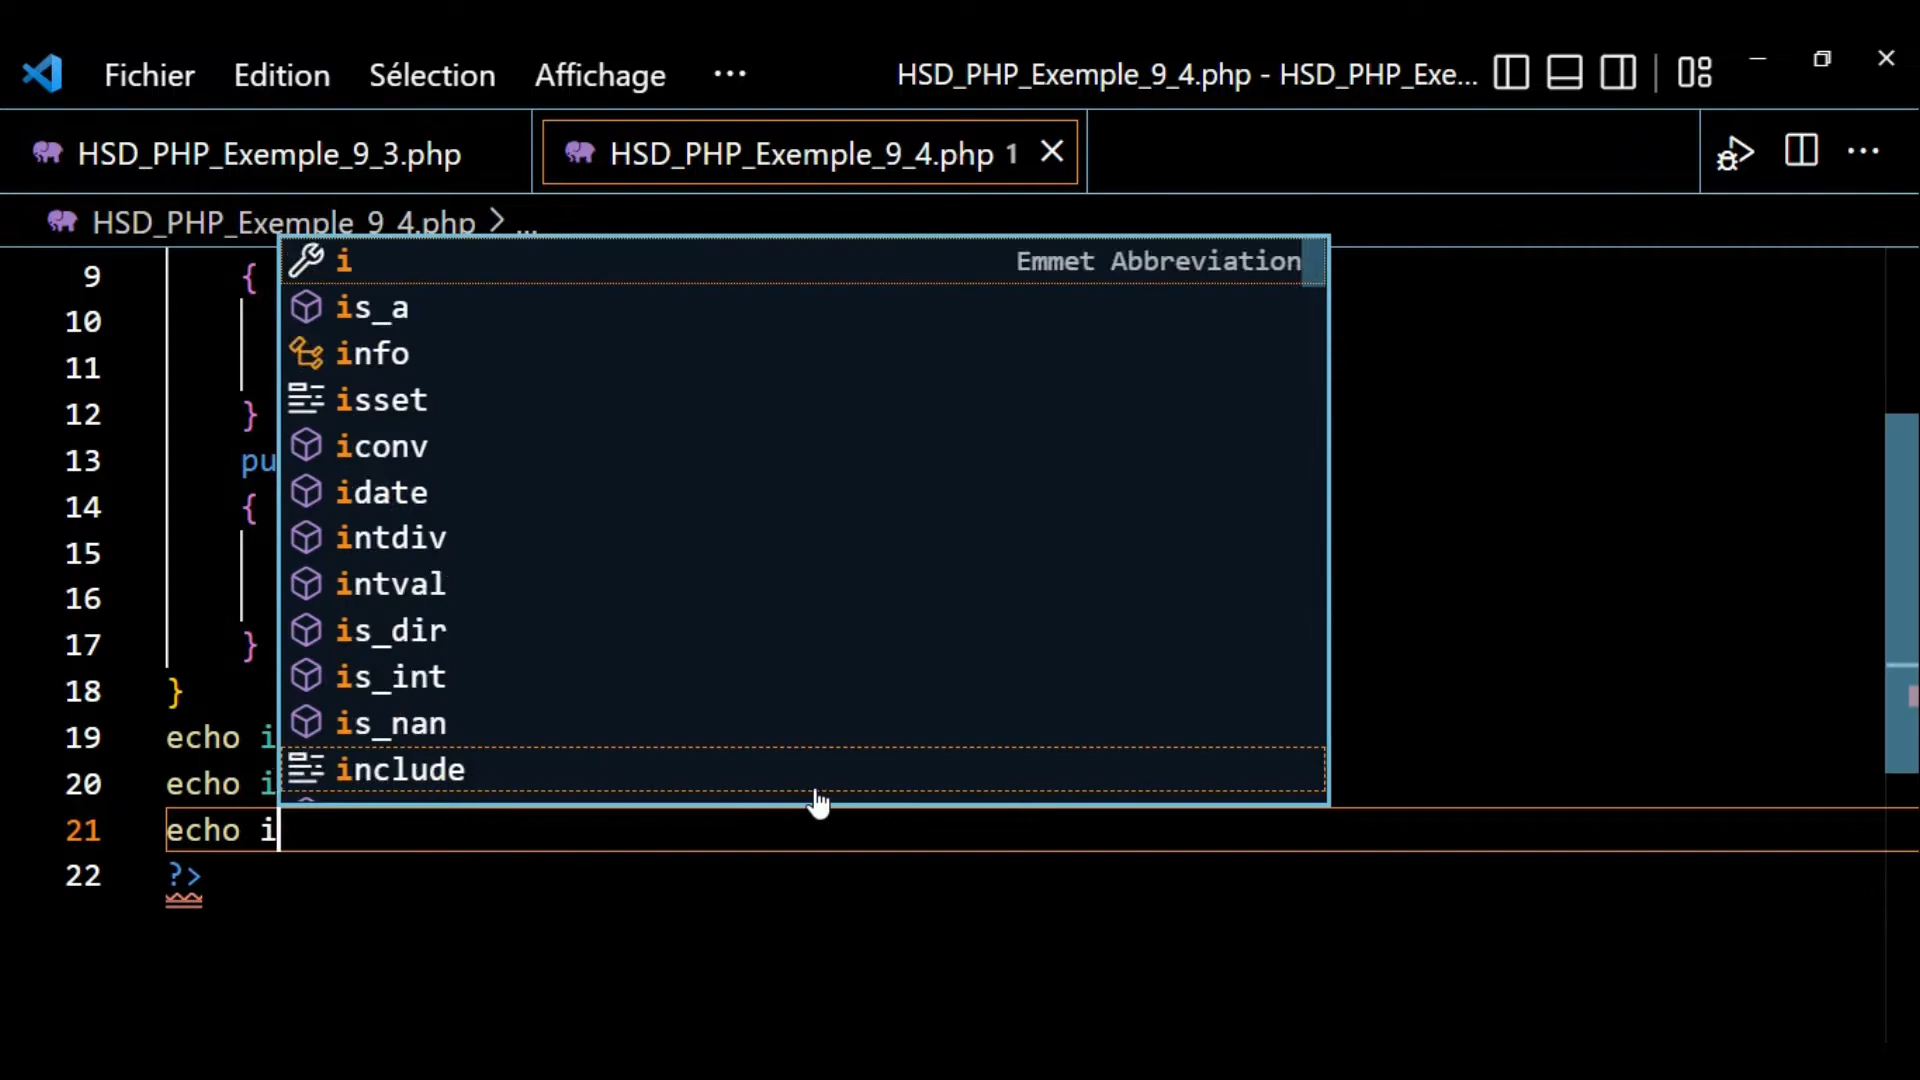 Fichier Edition Sélection Affichage ··· HSD_PHP_Exemple_9_4.php - HSD_PHP_Exe...
HSD_PHP_Exemple_9_3.php HSD_PHP_Exemple_9_4.php 1
HSD_PHP_Exemple_9_4.php > ...
i Emmet Abbreviation
is_a
info
isset
iconv
idate
intdiv
intval
is_dir
is_int
is_nan
include
9 {
10
11
12 }
13 pu
14 {
15
16
17 }
18 }
19 echo i
20 echo i
21 echo i
22 ?>